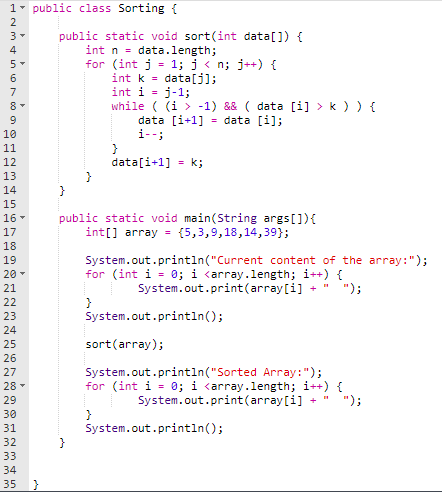 1 public class Sorting {
2
3     public static void sort(int data[]) {
4         int n = data.length;
5         for (int j = 1; j < n; j++) {
6             int k = data[j];
7             int i = j-1;
8             while ( (i > -1) && ( data [i] > k ) ) {
9                 data [i+1] = data [i];
10                 i--;
11             }
12             data[i+1] = k;
13         }
14     }
15
16     public static void main(String args[]){
17         int[] array = {5,3,9,18,14,39};
18
19         System.out.println("Current content of the array:");
20         for (int i = 0; i <array.length; i++) {
21                 System.out.print(array[i] + "  ");
22         }
23         System.out.println();
24
25         sort(array);
26
27         System.out.println("Sorted Array:");
28         for (int i = 0; i <array.length; i++) {
29                 System.out.print(array[i] + "  ");
30         }
31         System.out.println();
32     }
33
34
35 }